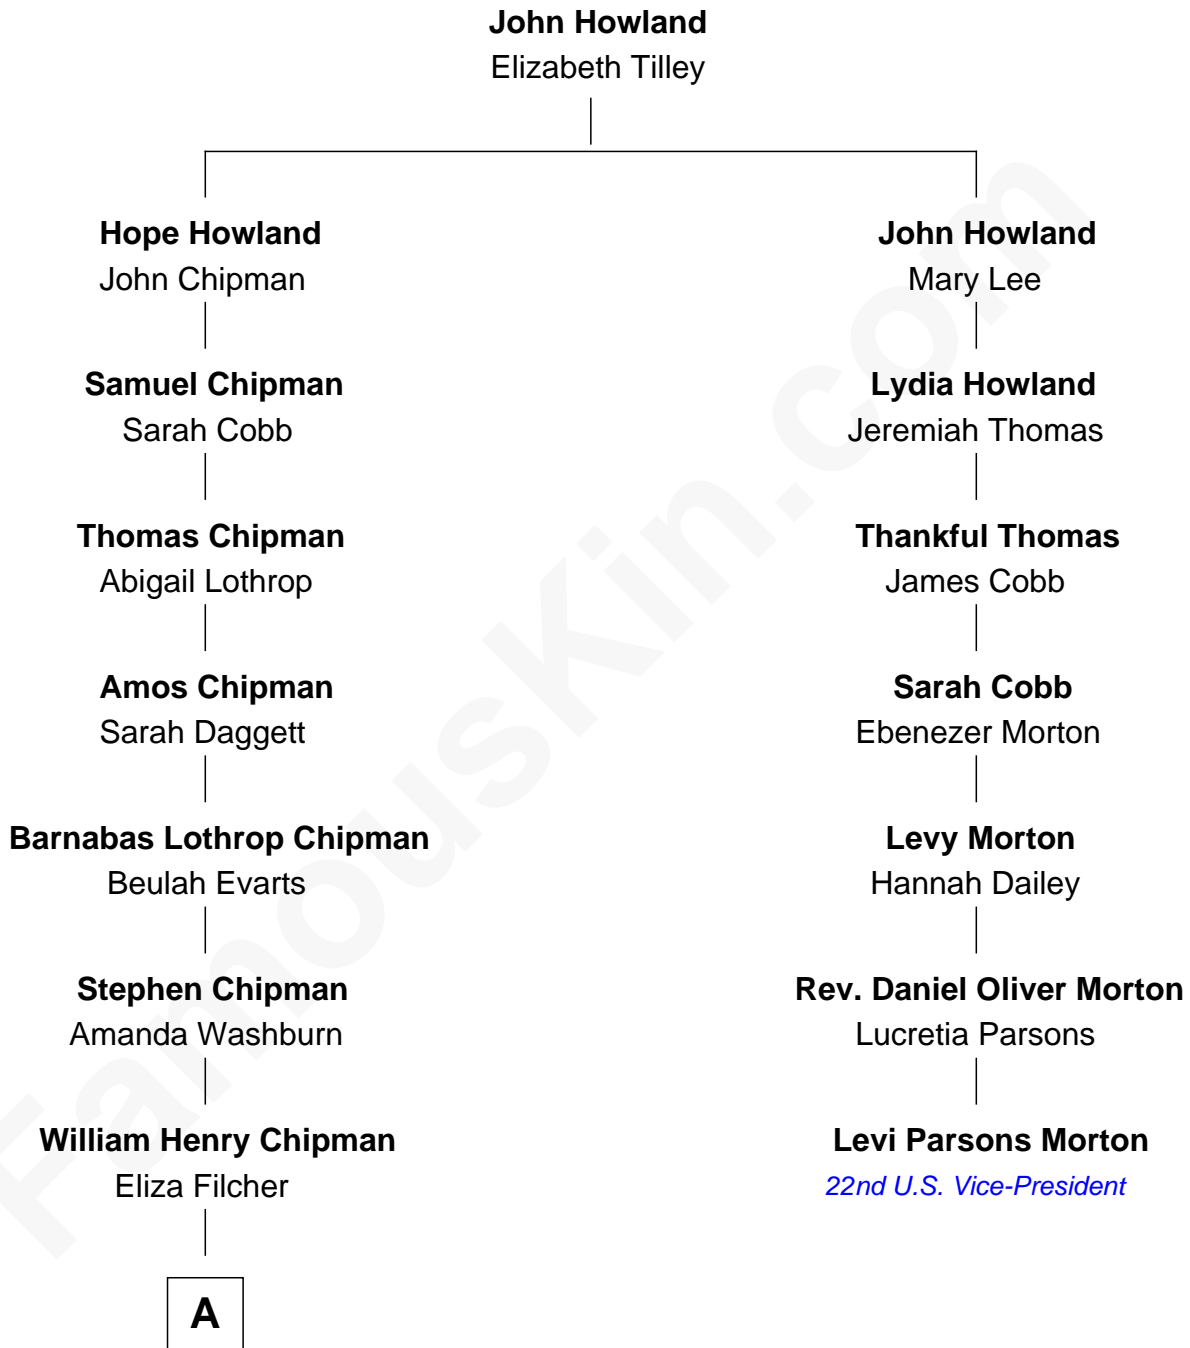 John Howland
Elizabeth Tilley
Hope Howland
John Chipman
John Howland
Mary Lee
Samuel Chipman
Sarah Cobb
Lydia Howland
Jeremiah Thomas
Thomas Chipman
Abigail Lothrop
Thankful Thomas
James Cobb
Amos Chipman
Sarah Daggett
Sarah Cobb
Ebenezer Morton
Barnabas Lothrop Chipman
Beulah Evarts
Levy Morton
Hannah Dailey
Stephen Chipman
Amanda Washburn
Rev. Daniel Oliver Morton
Lucretia Parsons
William Henry Chipman
Eliza Filcher
Levi Parsons Morton
22nd U.S. Vice-President
A
FamousKin.com